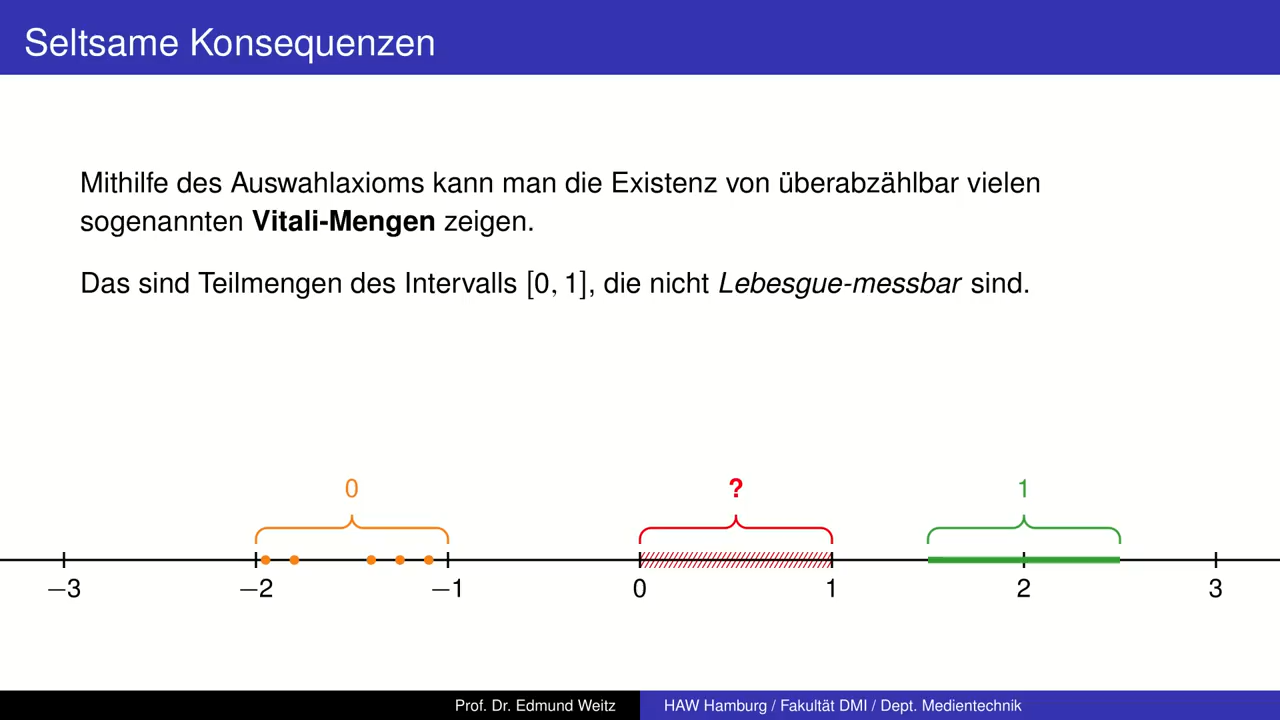 Seltsame Konsequenzen
Mithilfe des Auswahlaxioms kann man die Existenz von überabzählbar vielen
sogenannten Vitali-Mengen zeigen.
Das sind Teilmengen des Intervalls [0, 1], die nicht Lebesgue-messbar sind.
0 ? 1
−3 −2 −1 0 1 2 3
Prof. Dr. Edmund Weitz HAW Hamburg / Fakultät DMI / Dept. Medientechnik